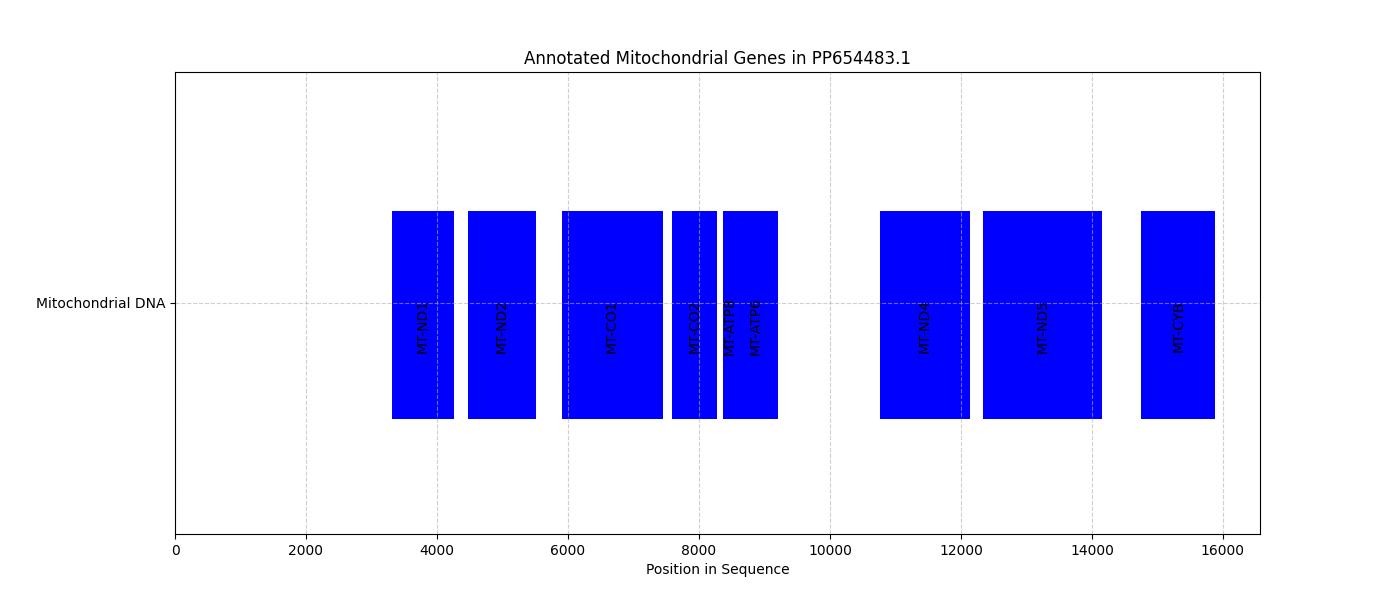 Annotated Mitochondrial Genes in PP654483.1
Mitochondrial DNA
MT-ND1
MT-ND2
MT-CO1
MT-CO2
MT-ATP8
MT-ATP6
MT-ND4
MT-ND5
MT-CYB
0 2000 4000 6000 8000 10000 12000 14000 16000
Position in Sequence